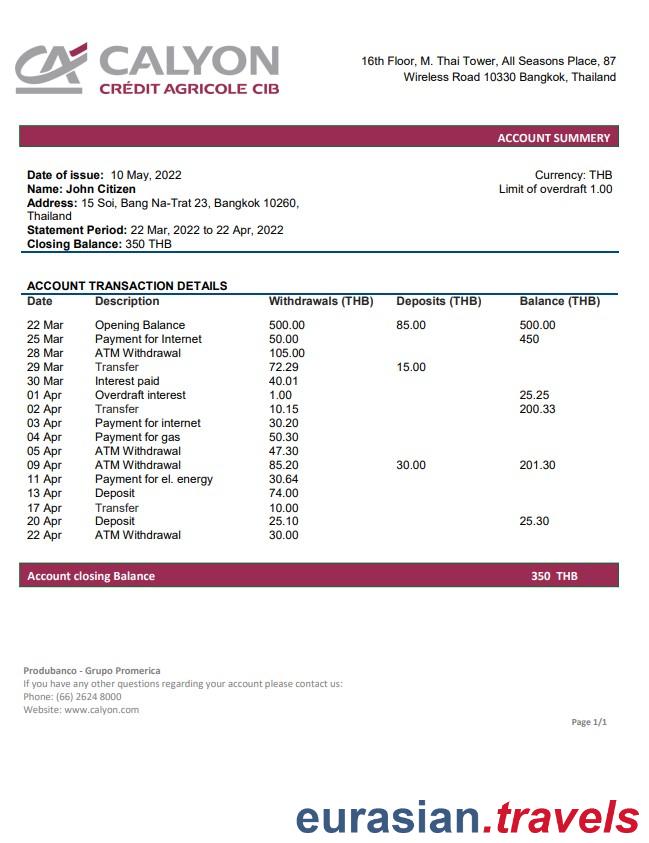 CALYON
CRÉDIT AGRICOLE CIB
16th Floor, M. Thai Tower, All Seasons Place, 87
Wireless Road 10330 Bangkok, Thailand
ACCOUNT SUMMERY
Date of issue: 10 May, 2022
Currency: THB
Name: John Citizen
Limit of overdraft 1.00
Address: 15 Soi, Bang Na-Trat 23, Bangkok 10260,
Thailand
Statement Period: 22 Mar, 2022 to 22 Apr, 2022
Closing Balance: 350 THB
ACCOUNT TRANSACTION DETAILS
Date Description Withdrawals (THB) Deposits (THB) Balance (THB)
22 Mar Opening Balance 500.00 85.00 500.00
25 Mar Payment for Internet 50.00 450
28 Mar ATM Withdrawal 105.00
29 Mar Transfer 72.29 15.00
30 Mar Interest paid 40.01
01 Apr Overdraft interest 1.00 25.25
02 Apr Transfer 10.15 200.33
03 Apr Payment for internet 30.20
04 Apr Payment for gas 50.30
05 Apr ATM Withdrawal 47.30
09 Apr ATM Withdrawal 85.20 30.00 201.30
11 Apr Payment for el. energy 30.64
13 Apr Deposit 74.00
17 Apr Transfer 10.00
20 Apr Deposit 25.10 25.30
22 Apr ATM Withdrawal 30.00
Account closing Balance 350 THB
Produbanco - Grupo Promerica
If you have any other questions regarding your account please contact us:
Phone: (66) 2624 8000
Website: www.calyon.com
Page 1/1
eurasian.travels